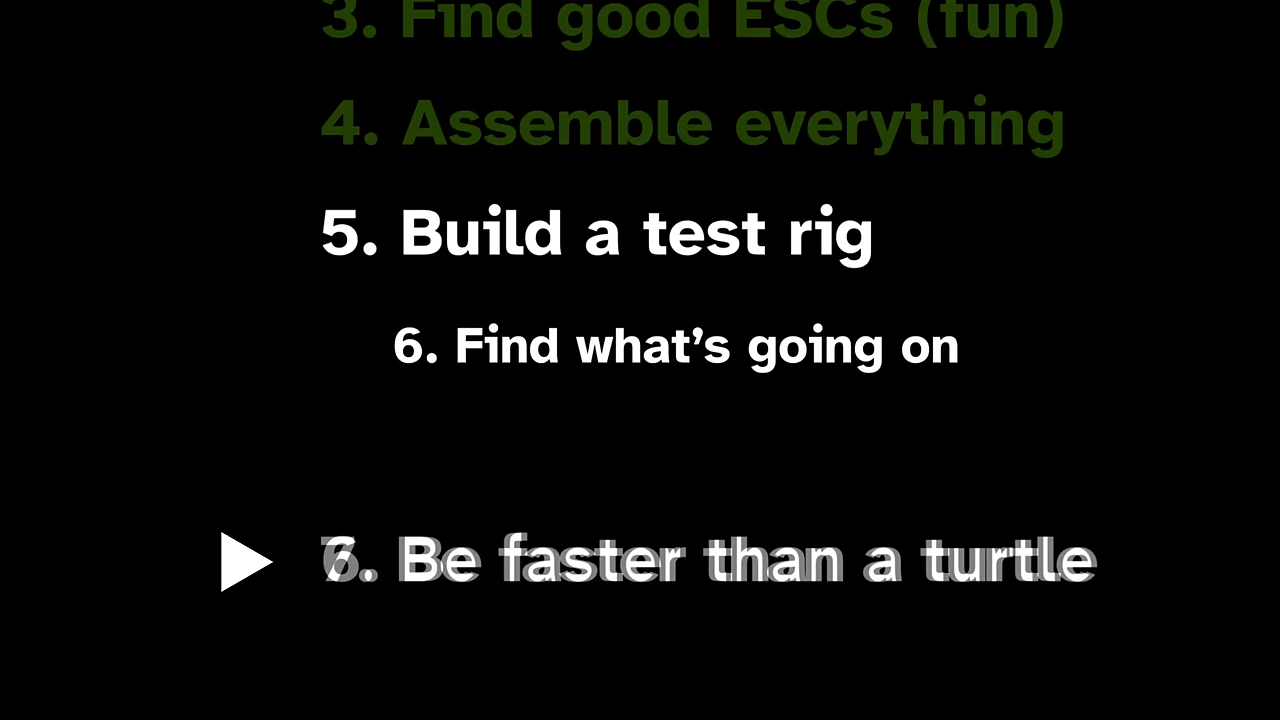 3. Find good ESCs (fun)
4. Assemble everything
5. Build a test rig
6. Find what’s going on
Be faster than a turtle